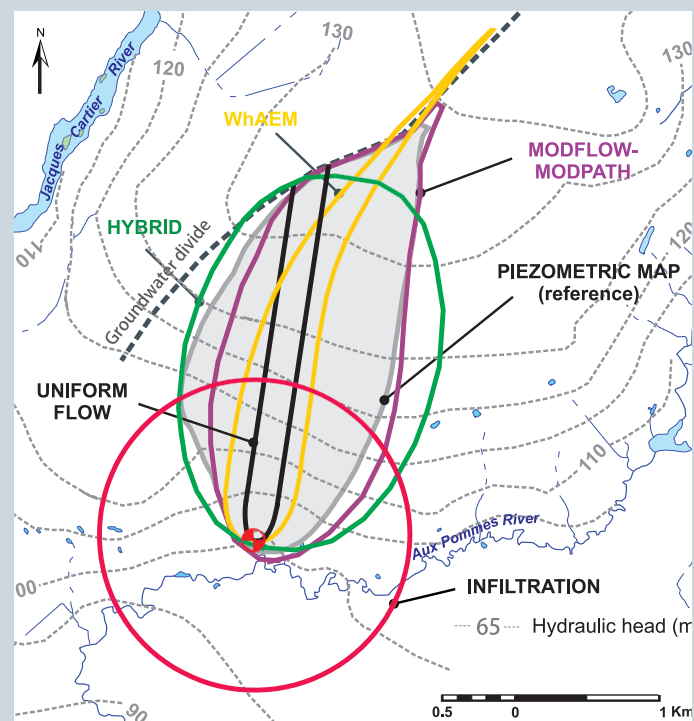 N
130
130
120
Jacques Cartier River
WhAEM
MODFLOW-
MODPATH
HYBRID
110
120
Groundwater divide
PIEZOMETRIC MAP
(reference)
UNIFORM
FLOW
110
Aux Pommes River
00
INFILTRATION
65 Hydraulic head (m
90
0.5 0 1 Km